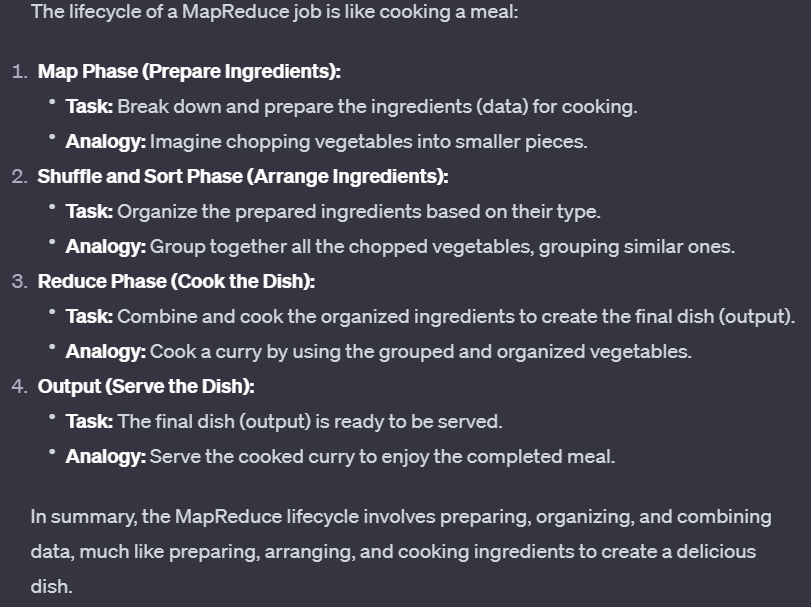 The lifecycle of a MapReduce job is like cooking a meal:
1. Map Phase (Prepare Ingredients):
• Task: Break down and prepare the ingredients (data) for cooking.
• Analogy: Imagine chopping vegetables into smaller pieces.
2. Shuffle and Sort Phase (Arrange Ingredients):
• Task: Organize the prepared ingredients based on their type.
• Analogy: Group together all the chopped vegetables, grouping similar ones.
3. Reduce Phase (Cook the Dish):
• Task: Combine and cook the organized ingredients to create the final dish (output).
• Analogy: Cook a curry by using the grouped and organized vegetables.
4. Output (Serve the Dish):
• Task: The final dish (output) is ready to be served.
• Analogy: Serve the cooked curry to enjoy the completed meal.
In summary, the MapReduce lifecycle involves preparing, organizing, and combining
data, much like preparing, arranging, and cooking ingredients to create a delicious
dish.